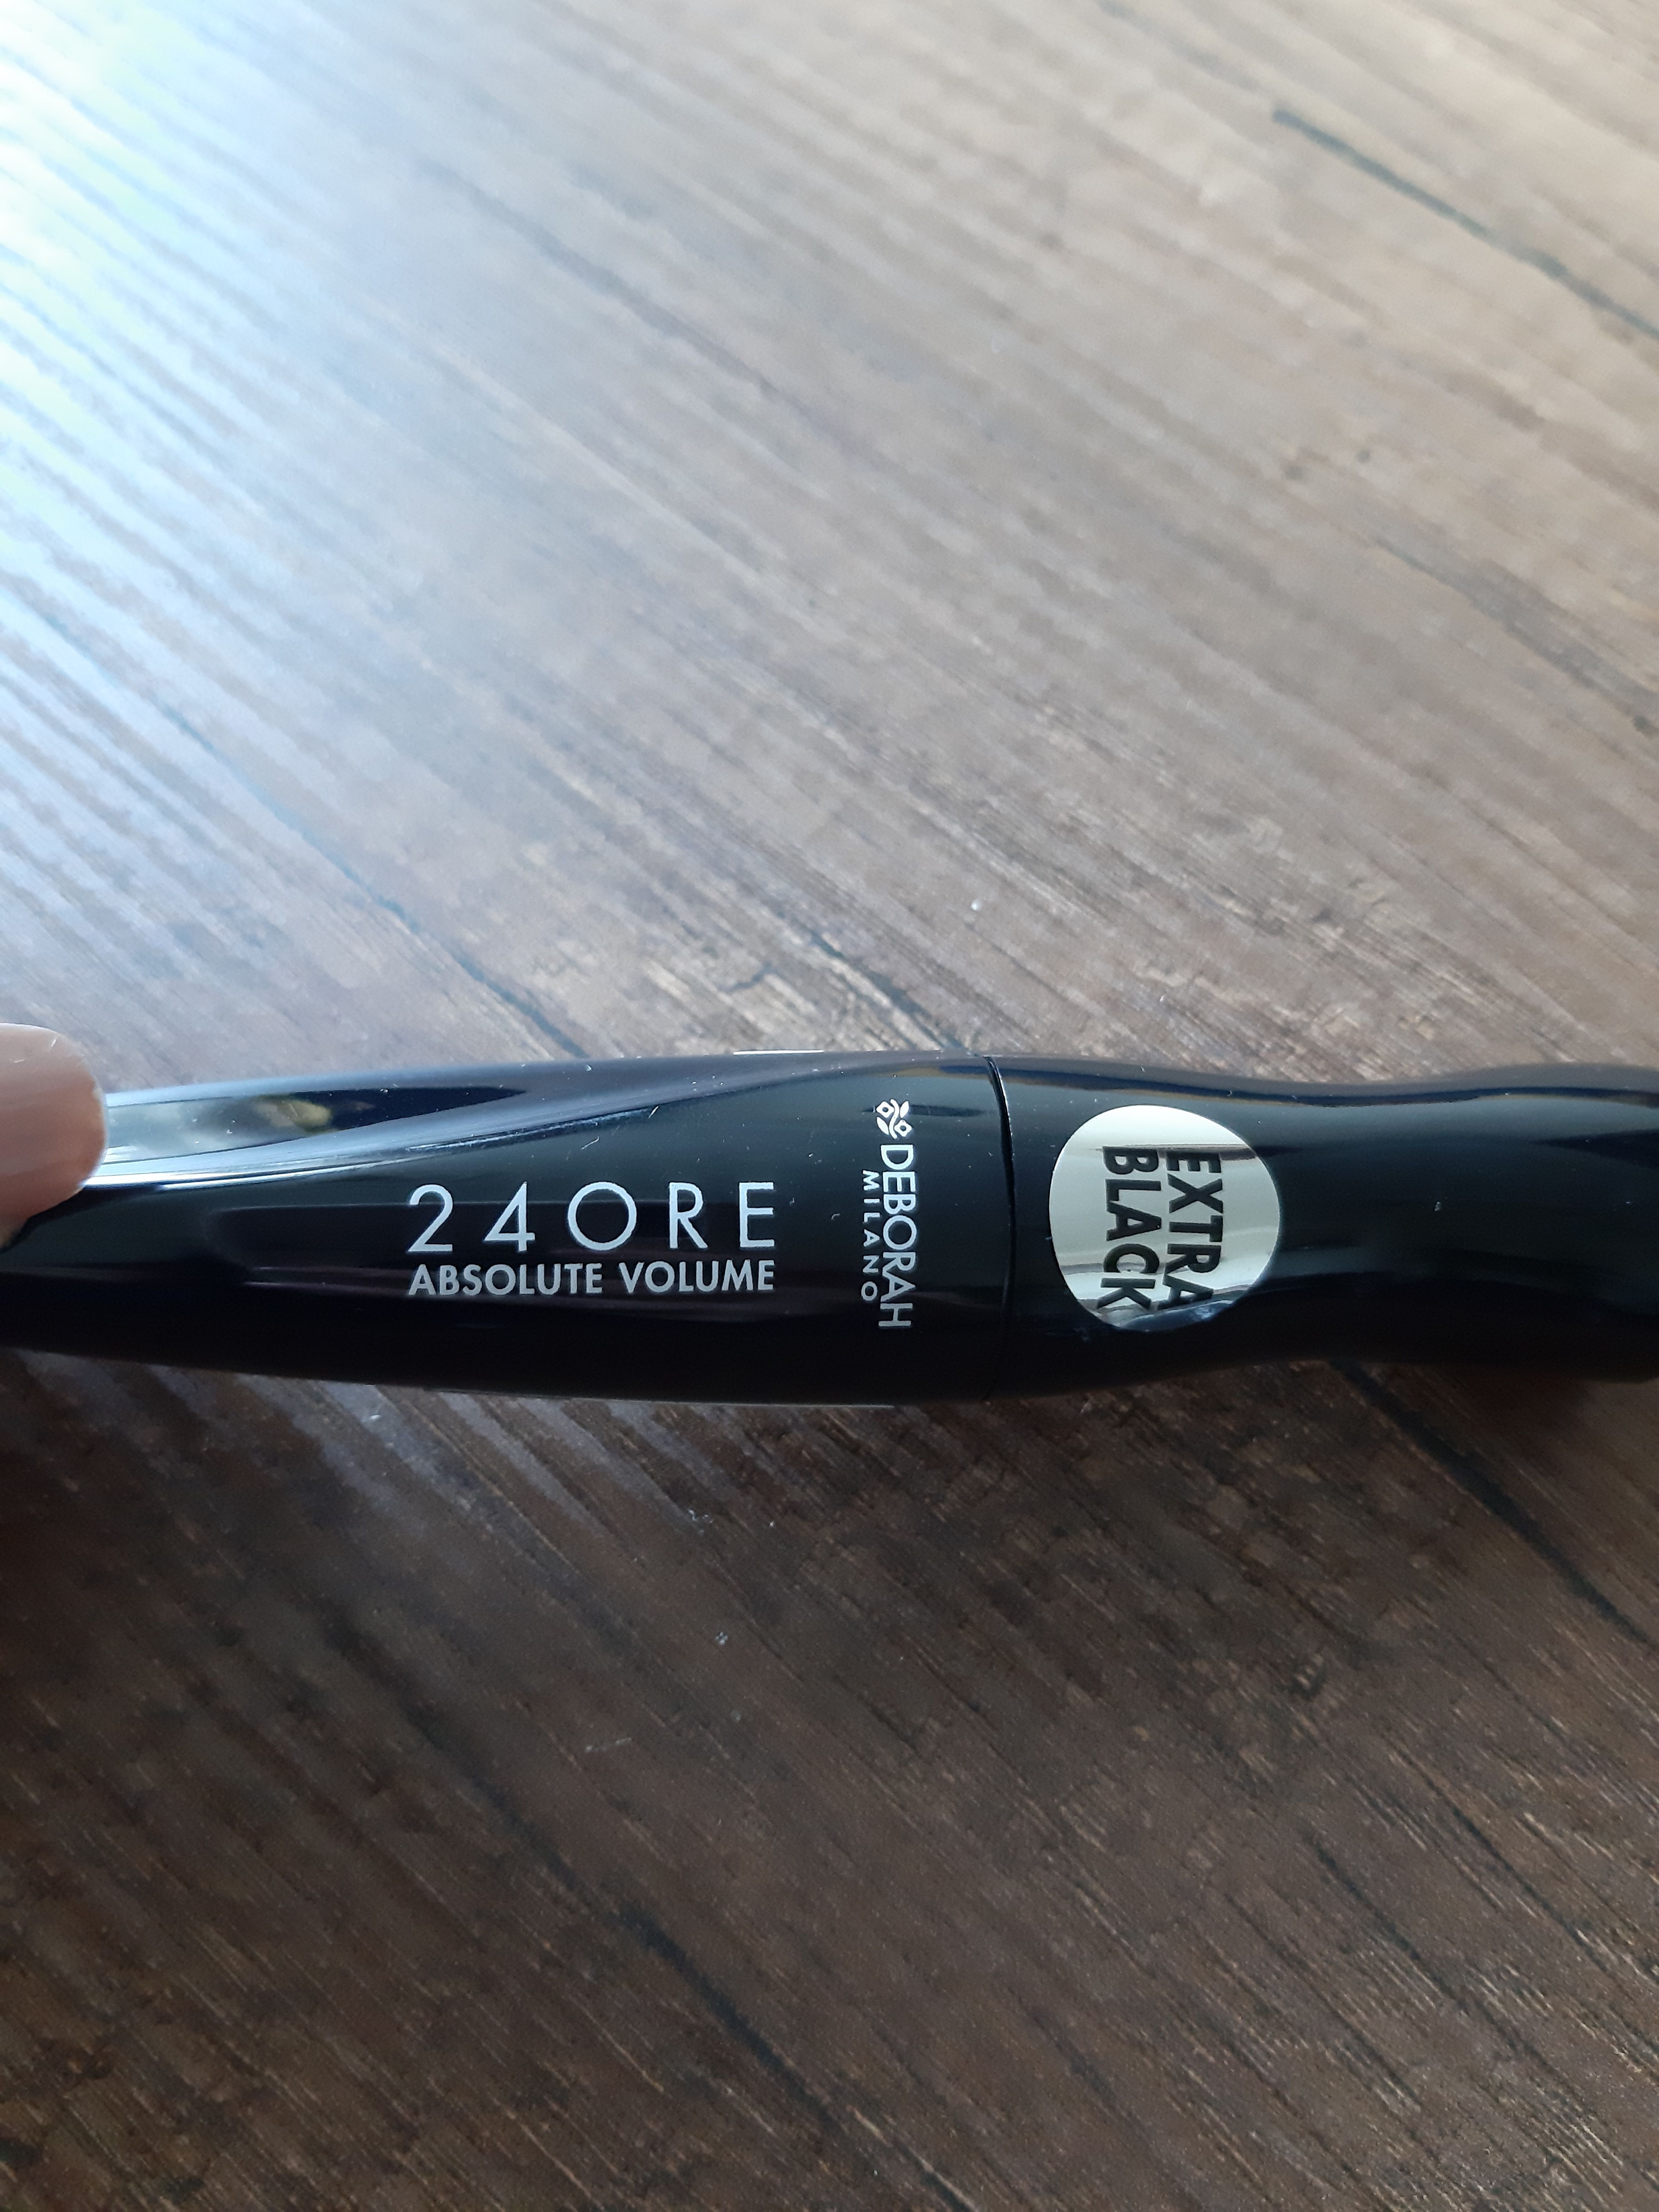 24ORE
ABSOLUTE VOLUME
DEBORAH
MILANO
EXTRA
BLACK